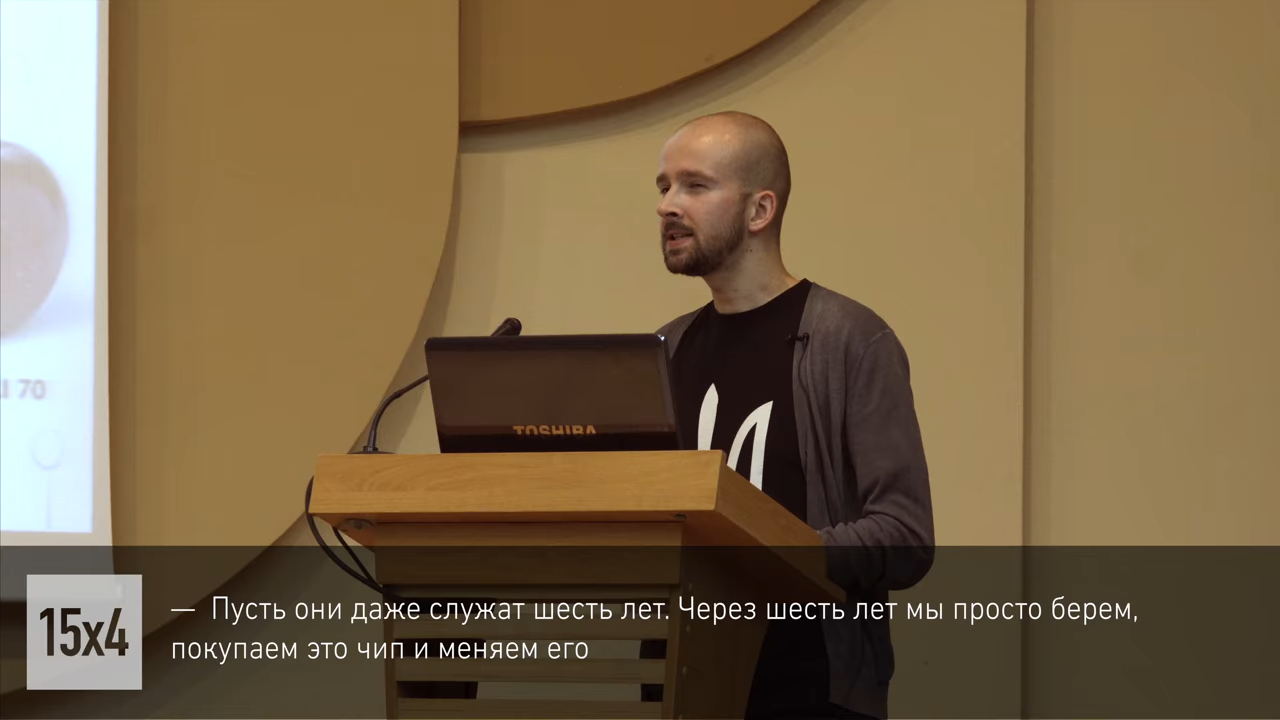 70
TOSHIBA
15x4
— Пусть они даже служат шесть лет. Через шесть лет мы просто берем,
покупаем это чип и меняем его